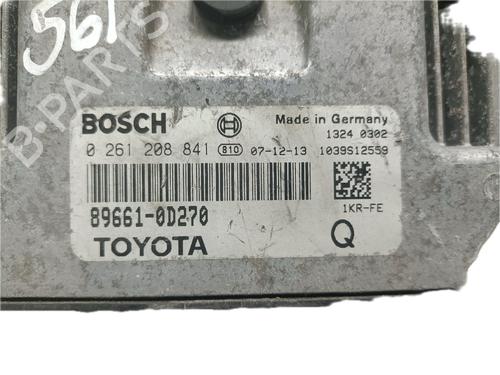 561
B-PARTS
BOSCH Made in Germany
1324 0302
0 261 208 841 B10 07-12-13 1039S12559
89661-0D270 1KR-FE
TOYOTA Q